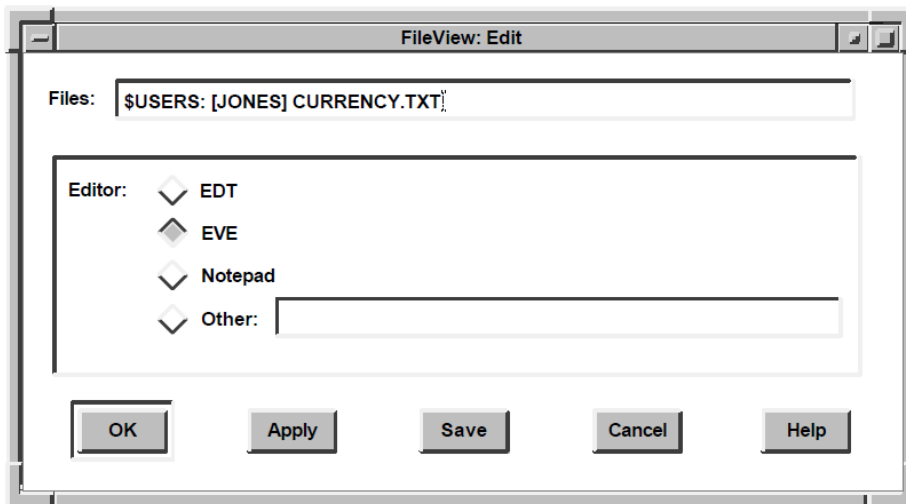 FileView: Edit
Files: $USERS: [JONES] CURRENCY.TXT
Editor: EDT
EVE
Notepad
Other:
OK Apply Save Cancel Help